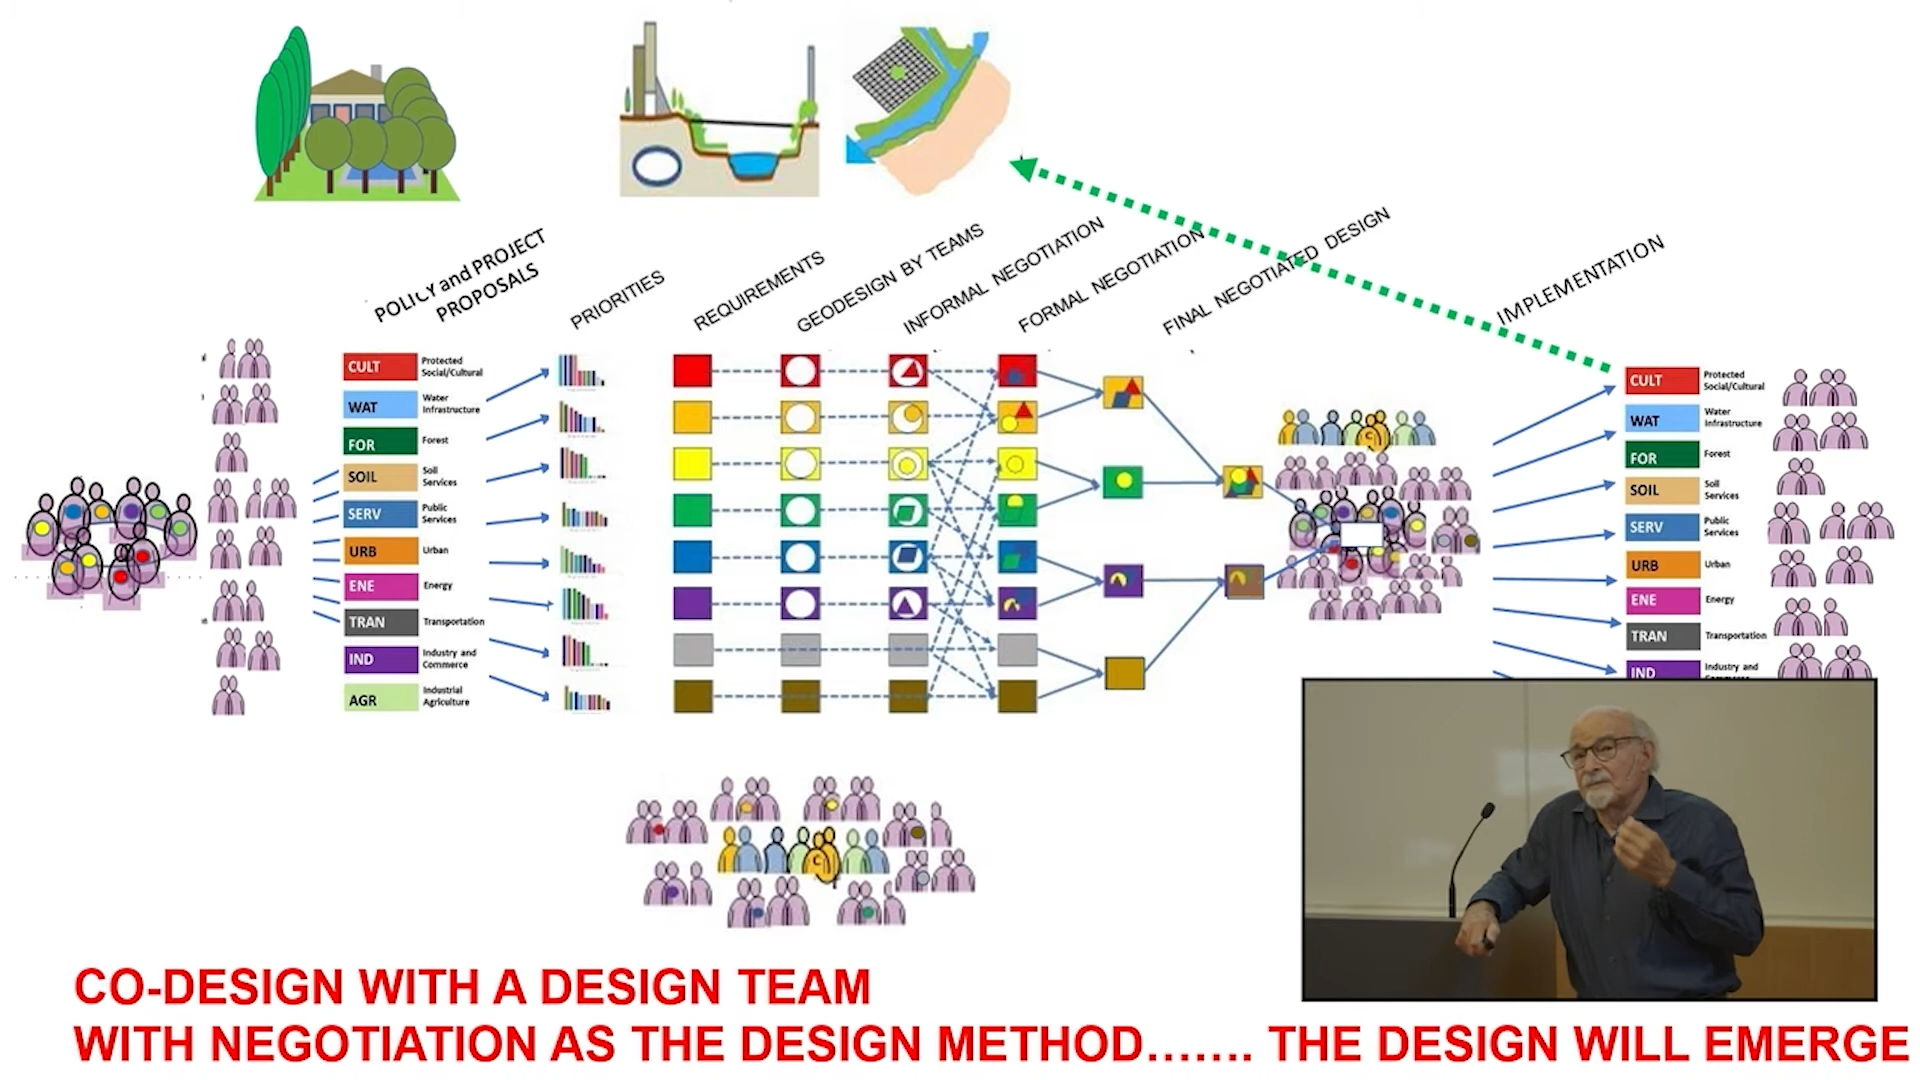 POLICY and PROJECT
PROPOSALS
PRIORITIES
REQUIREMENTS
GEODESIGN BY TEAMS
INFORMAL NEGOTIATION
FORMAL NEGOTIATION
FINAL NEGOTIATED DESIGN
IMPLEMENTATION
CULT
Protected
Social/Cultural
WAT
Water
Infrastructure
FOR
Forest
SOIL
Soil
Services
SERV
Public
Services
URB
Urban
ENE
Energy
TRAN
Transportation
IND
Industry and
Commerce
AGR
Industrial
Agriculture
C
C
CULT
Protected
Social/Cultural
WAT
Water
Infrastructure
FOR
Forest
SOIL
Soil
Services
SERV
Public
Services
URB
Urban
ENE
Energy
TRAN
Transportation
IND
Industry and
CO-DESIGN WITH A DESIGN TEAM
WITH NEGOTIATION AS THE DESIGN METHOD....... THE DESIGN WILL EMERGE